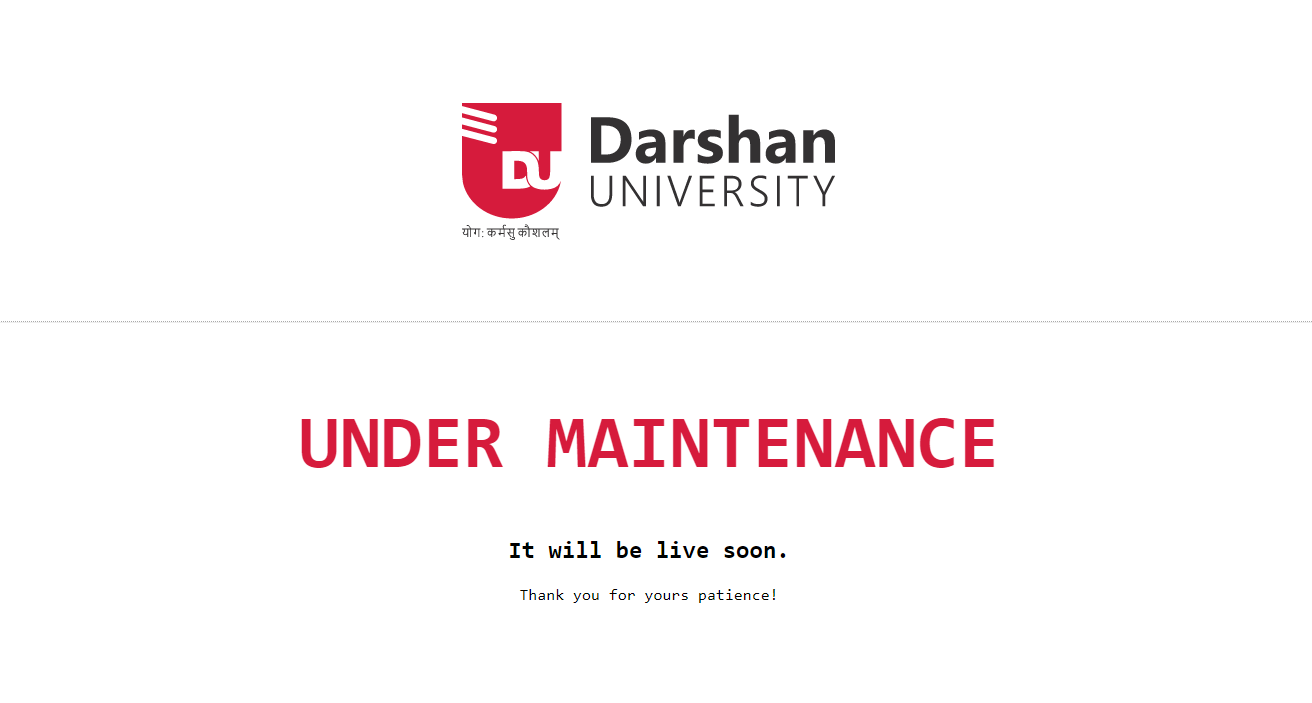 DU
Darshan
UNIVERSITY
योग: कर्मसु कौशलम्
UNDER MAINTENANCE
It will be live soon.
Thank you for yours patience!